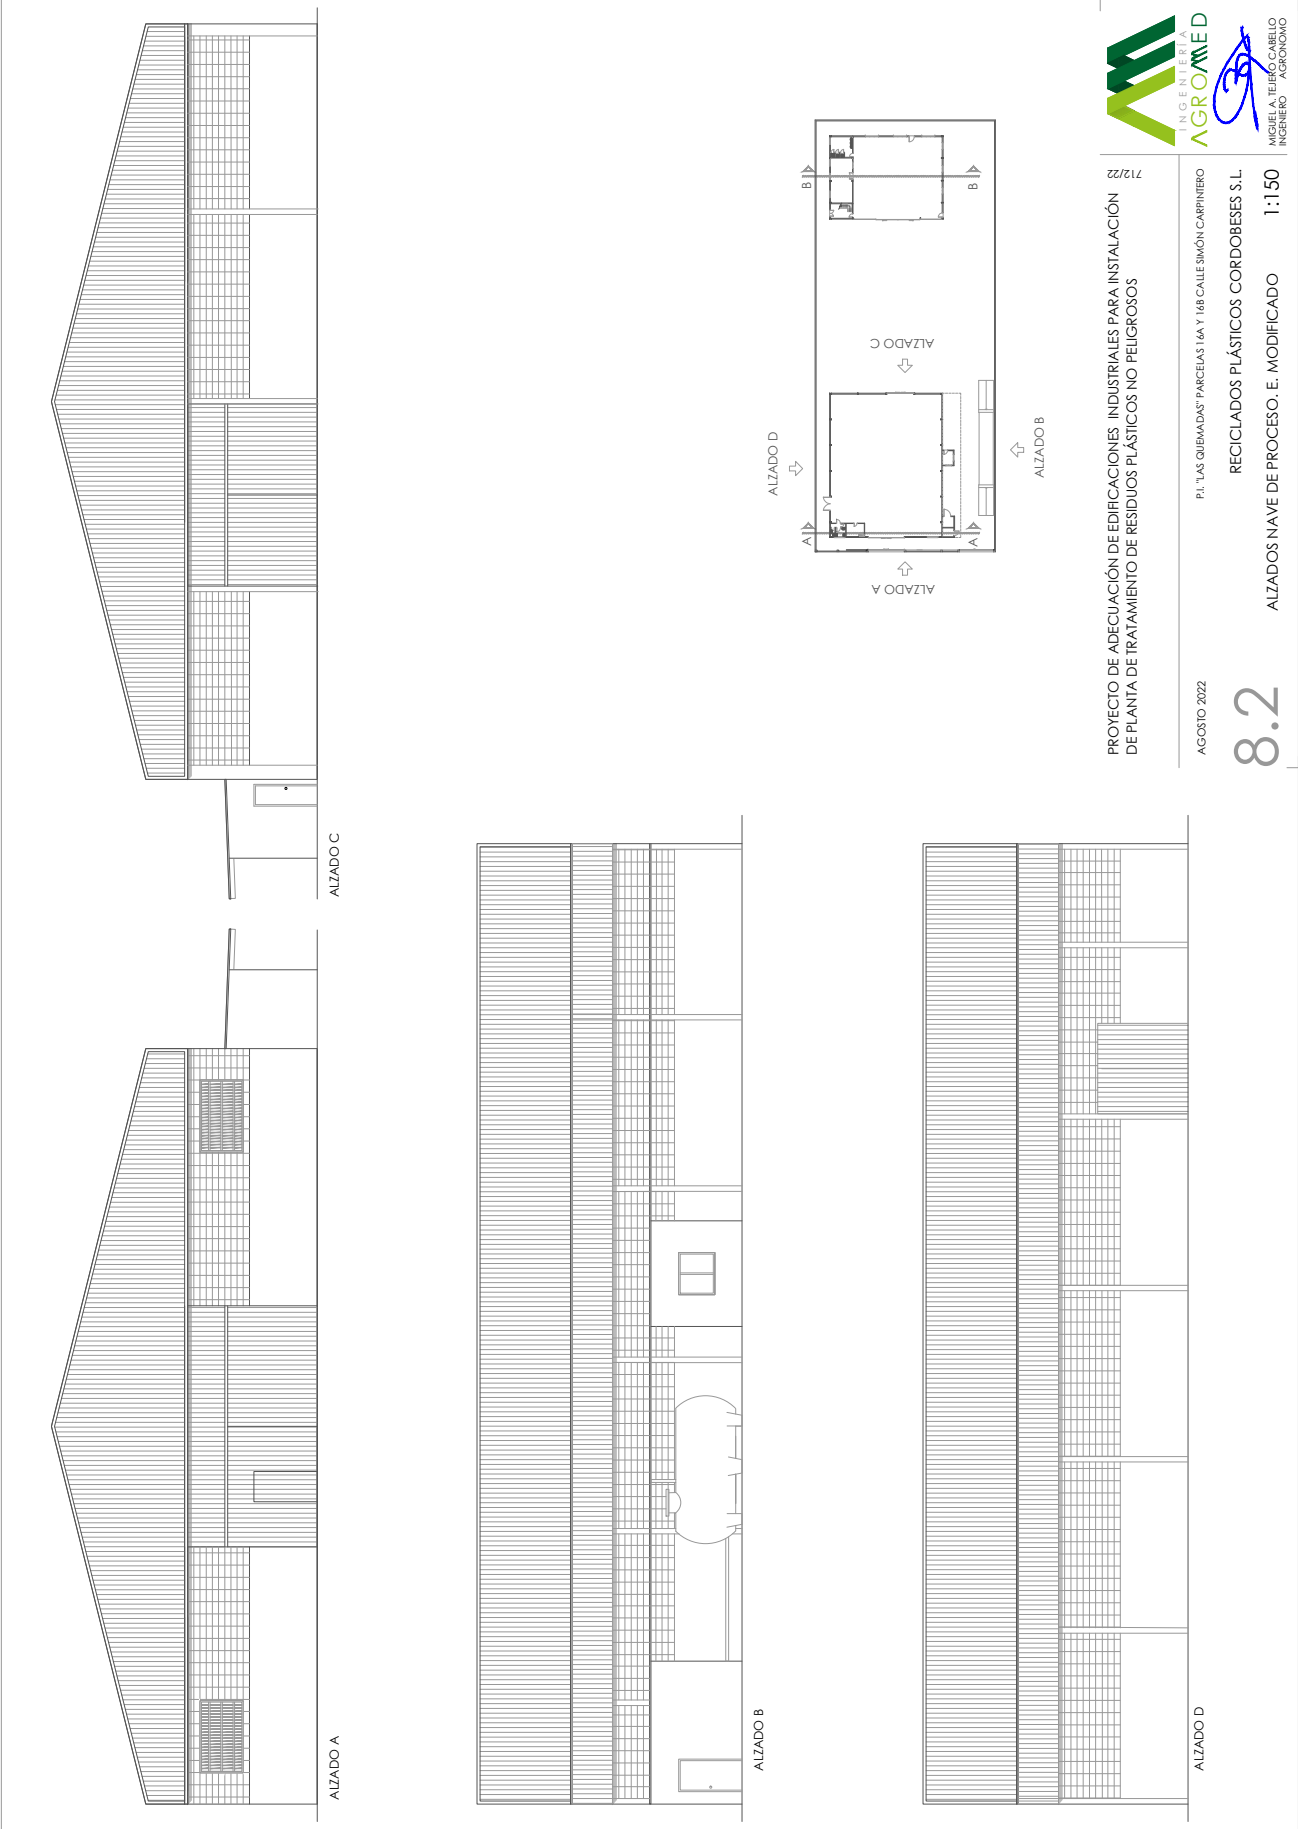 ALZADO A
ALZADO C
ALZADO B
ALZADO D
ALZADO D
ALZADO C
ALZADO A
ALZADO B
A
A
B
B
PROYECTO DE ADECUACIÓN DE EDIFICACIONES INDUSTRIALES PARA INSTALACIÓN
DE PLANTA DE TRATAMIENTO DE RESIDUOS PLÁSTICOS NO PELIGROSOS
712/22
AGOSTO 2022
P.I. "LAS QUEMADAS" PARCELAS 16A Y 16B CALLE SIMÓN CARPINTERO
RECICLADOS PLÁSTICOS CORDOBESES S.L.
8.2
ALZADOS NAVE DE PROCESO. E. MODIFICADO
1:150
INGENIERÍA
AGROMED
MIGUEL A. TEJERO CABELLO
INGENIERO AGRONOMO